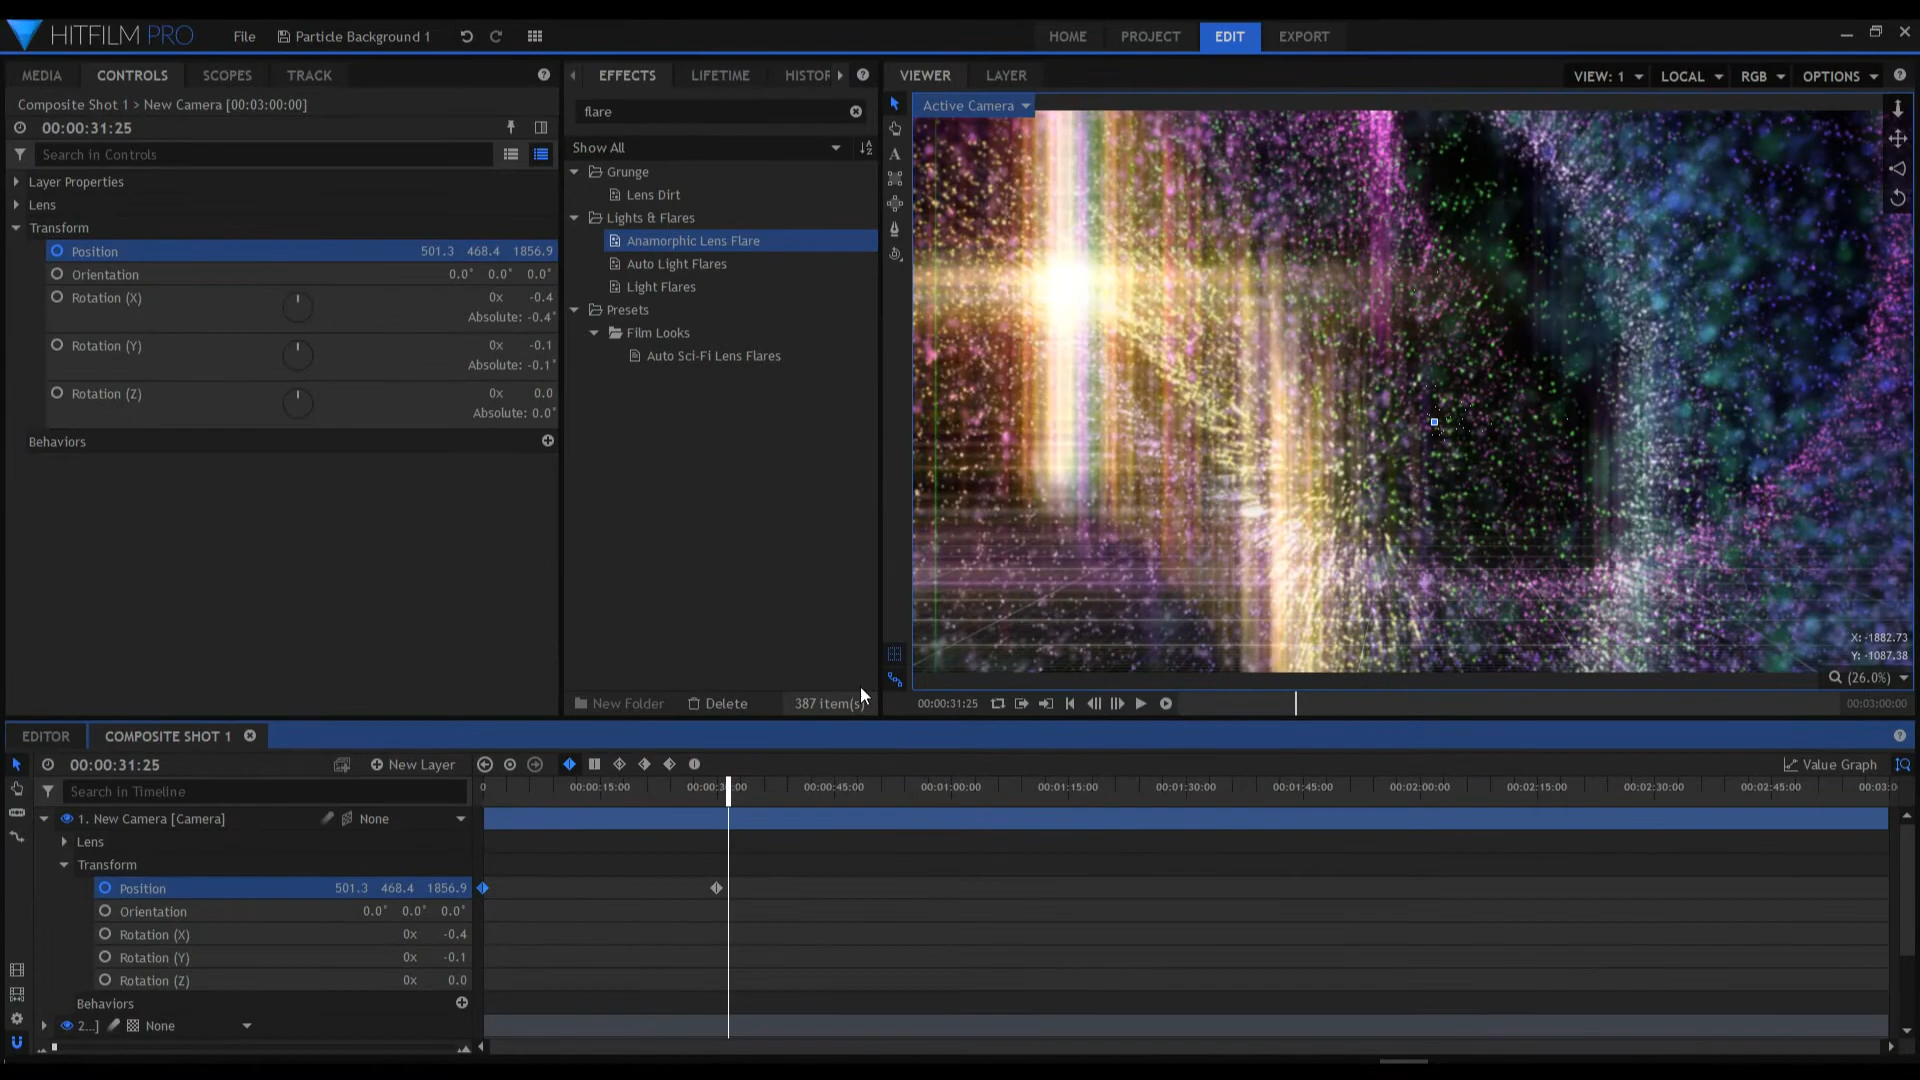 HITFILM PRO
File
Particle Background 1
HOME
PROJECT
EDIT
EXPORT
MEDIA
CONTROLS
SCOPES
TRACK
Composite Shot 1 > New Camera [00:03:00:00]
00:00:31:25
Search in Controls
Layer Properties
Lens
Transform
Position 501.3 468.4 1856.9
Orientation 0.0° 0.0° 0.0°
Rotation (X) 0x -0.4
Absolute: -0.4°
Rotation (Y) 0x -0.1
Absolute: -0.1°
Rotation (Z) 0x 0.0
Absolute: 0.0°
Behaviors
EFFECTS
LIFETIME
HISTOR
flare
Show All
Grunge
Lens Dirt
Lights & Flares
Anamorphic Lens Flare
Auto Light Flares
Light Flares
Presets
Film Looks
Auto Sci-Fi Lens Flares
New Folder
Delete
387 item(s)
VIEWER
LAYER
VIEW: 1
LOCAL
RGB
OPTIONS
Active Camera
X: -1882.73
Y: -1087.38
(26.0%)
00:00:31:25
00:03:00:00
EDITOR
COMPOSITE SHOT 1
00:00:31:25
New Layer
Value Graph
Search in Timeline
0 00:00:15:00 00:00:3 :00 00:00:45:00 00:01:00:00 00:01:15:00 00:01:30:00 00:01:45:00 00:02:00:00 00:02:15:00 00:02:30:00 00:02:45:00 00:03:0
1. New Camera [Camera] None
Lens
Transform
Position 501.3 468.4 1856.9
Orientation 0.0° 0.0° 0.0°
Rotation (X) 0x -0.4
Rotation (Y) 0x -0.1
Rotation (Z) 0x 0.0
Behaviors
2...] None